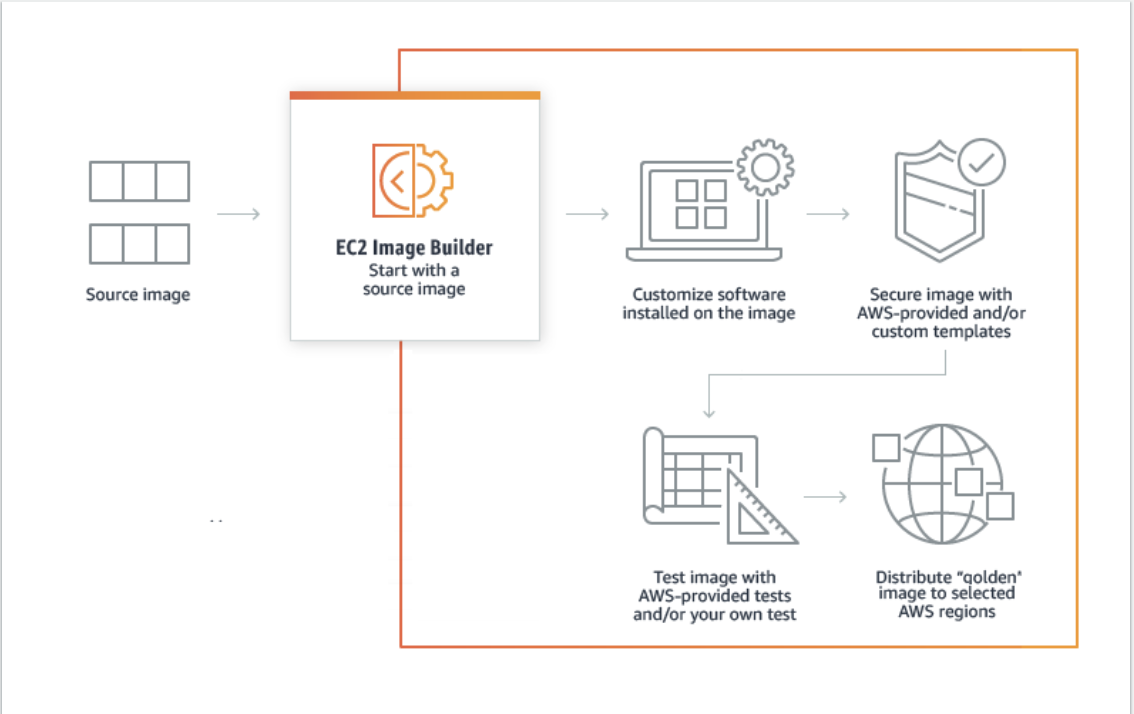 Source image
EC2 Image Builder
Start with a
source image
Customize software
installed on the image
Secure image with
AWS-provided and/or
custom templates
Test image with
AWS-provided tests
and/or your own test
Distribute “golden"
image to selected
AWS regions
..